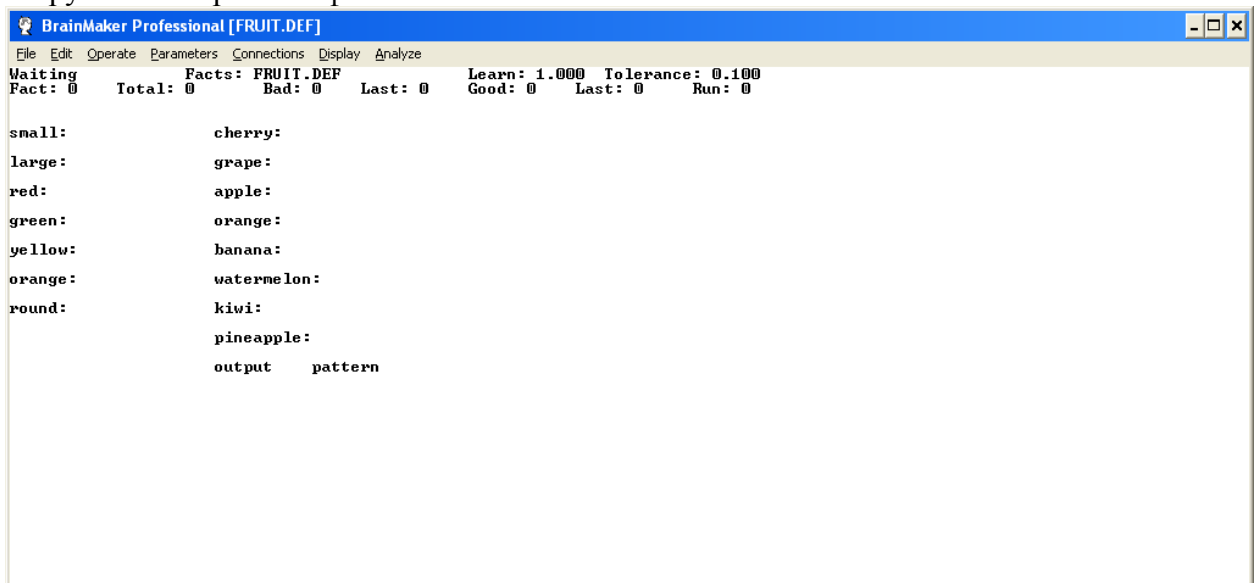 BrainMaker Professional [FRUIT.DEF]
File Edit Operate Parameters Connections Display Analyze
Waiting Facts: FRUIT.DEF Learn: 1.000 Tolerance: 0.100
Fact: 0 Total: 0 Bad: 0 Last: 0 Good: 0 Last: 0 Run: 0
small: cherry:
large: grape:
red: apple:
green: orange:
yellow: banana:
orange: watermelon:
round: kiwi:
pineapple:
output pattern